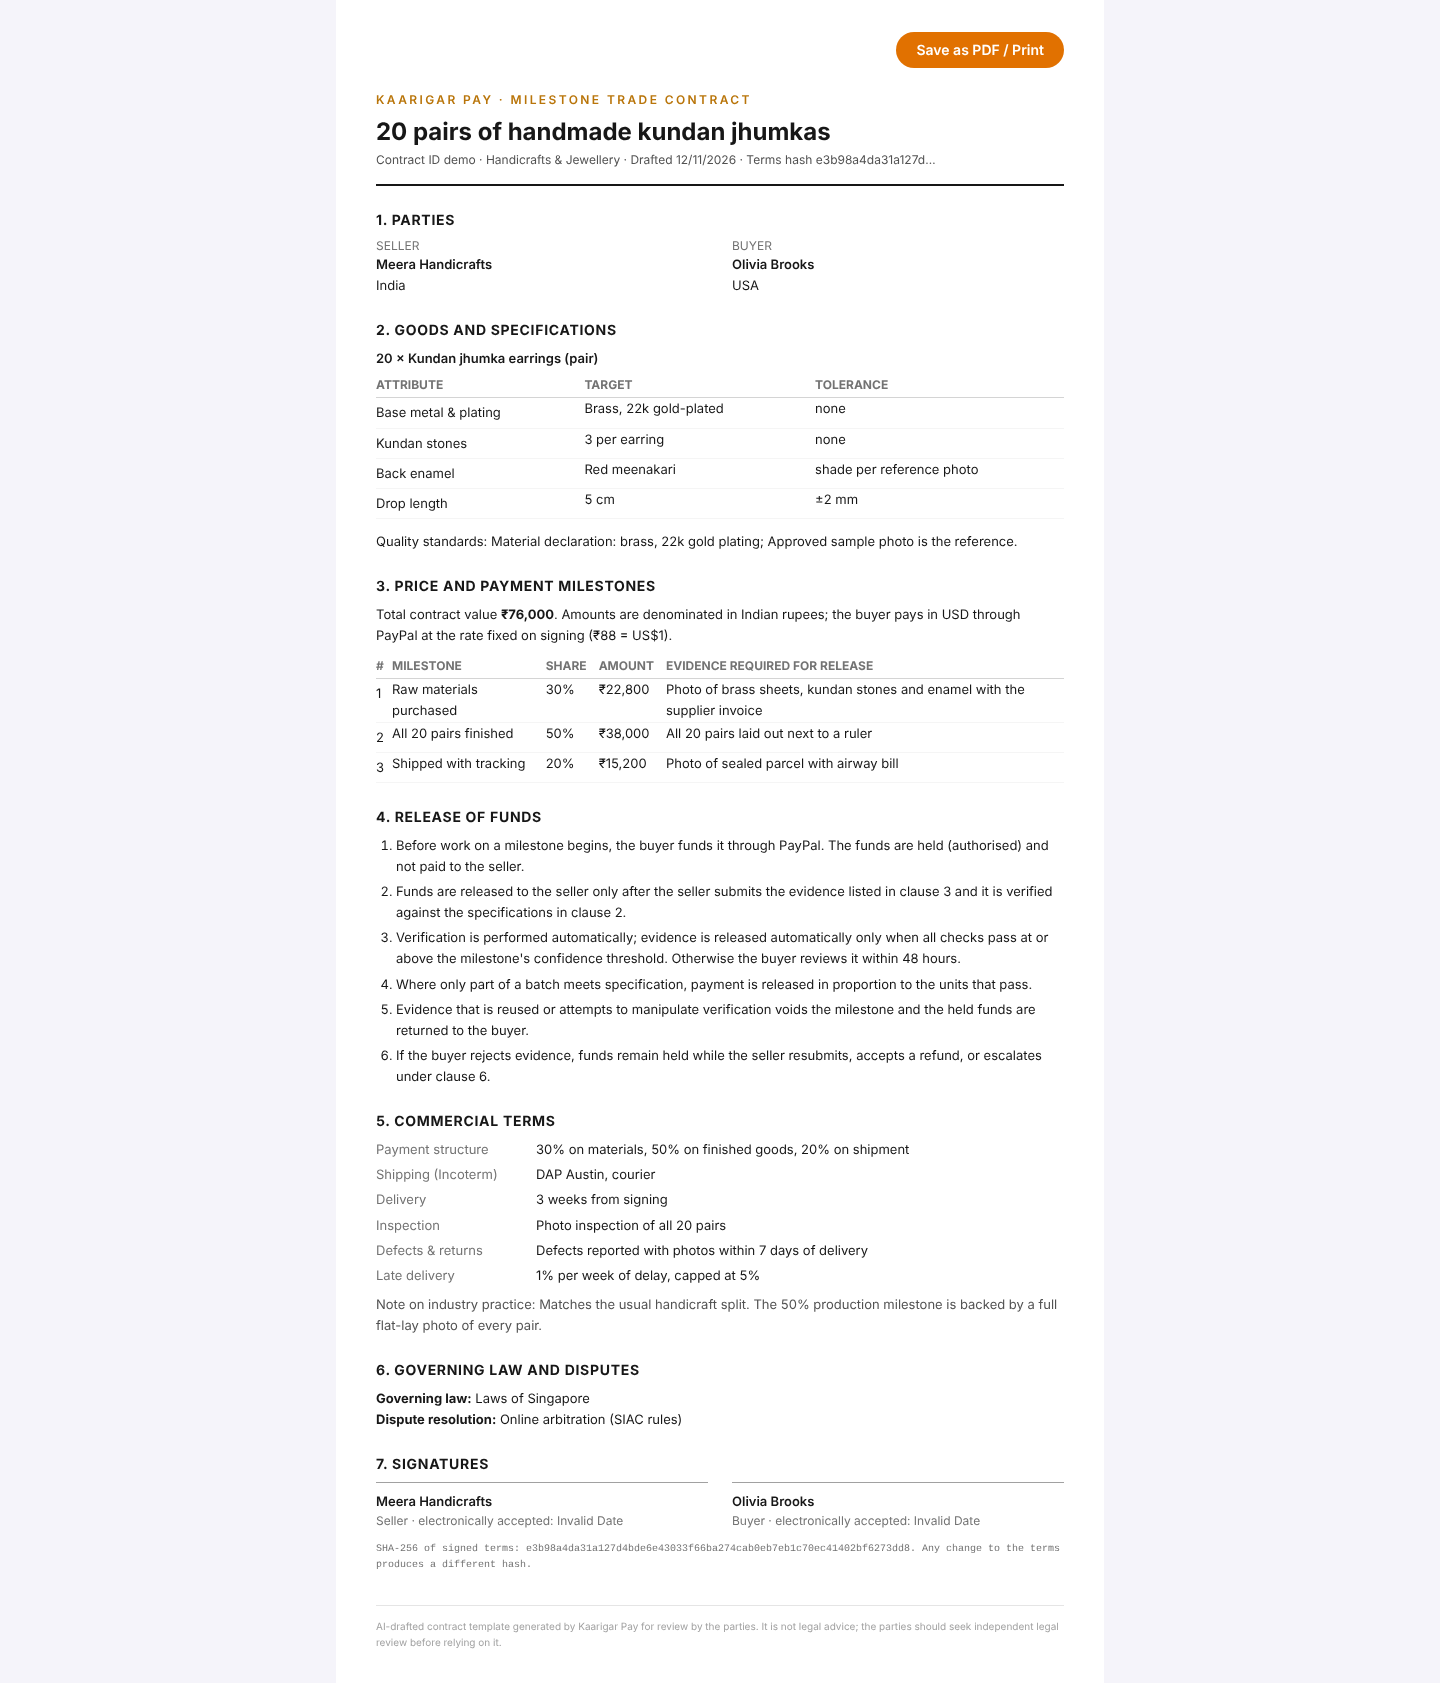 Save as PDF / Print
KAARIGAR PAY · MILESTONE TRADE CONTRACT
20 pairs of handmade kundan jhumkas
Contract ID demo · Handicrafts & Jewellery · Drafted 12/11/2026 · Terms hash e3b98a4da31a127d…
1. PARTIES
SELLER BUYER
Meera Handicrafts Olivia Brooks
India USA
2. GOODS AND SPECIFICATIONS
20 × Kundan jhumka earrings (pair)
ATTRIBUTE TARGET TOLERANCE
Base metal & plating Brass, 22k gold-plated none
Kundan stones 3 per earring none
Back enamel Red meenakari shade per reference photo
Drop length 5 cm ±2 mm
Quality standards: Material declaration: brass, 22k gold plating; Approved sample photo is the reference.
3. PRICE AND PAYMENT MILESTONES
Total contract value ₹76,000. Amounts are denominated in Indian rupees; the buyer pays in USD through
PayPal at the rate fixed on signing (₹88 = US$1).
# MILESTONE SHARE AMOUNT EVIDENCE REQUIRED FOR RELEASE
1 Raw materials 30% ₹22,800 Photo of brass sheets, kundan stones and enamel with the
purchased supplier invoice
2 All 20 pairs finished 50% ₹38,000 All 20 pairs laid out next to a ruler
3 Shipped with tracking 20% ₹15,200 Photo of sealed parcel with airway bill
4. RELEASE OF FUNDS
1. Before work on a milestone begins, the buyer funds it through PayPal. The funds are held (authorised) and
not paid to the seller.
2. Funds are released to the seller only after the seller submits the evidence listed in clause 3 and it is verified
against the specifications in clause 2.
3. Verification is performed automatically; evidence is released automatically only when all checks pass at or
above the milestone's confidence threshold. Otherwise the buyer reviews it within 48 hours.
4. Where only part of a batch meets specification, payment is released in proportion to the units that pass.
5. Evidence that is reused or attempts to manipulate verification voids the milestone and the held funds are
returned to the buyer.
6. If the buyer rejects evidence, funds remain held while the seller resubmits, accepts a refund, or escalates
under clause 6.
5. COMMERCIAL TERMS
Payment structure 30% on materials, 50% on finished goods, 20% on shipment
Shipping (Incoterm) DAP Austin, courier
Delivery 3 weeks from signing
Inspection Photo inspection of all 20 pairs
Defects & returns Defects reported with photos within 7 days of delivery
Late delivery 1% per week of delay, capped at 5%
Note on industry practice: Matches the usual handicraft split. The 50% production milestone is backed by a full
flat-lay photo of every pair.
6. GOVERNING LAW AND DISPUTES
Governing law: Laws of Singapore
Dispute resolution: Online arbitration (SIAC rules)
7. SIGNATURES
Meera Handicrafts Olivia Brooks
Seller · electronically accepted: Invalid Date Buyer · electronically accepted: Invalid Date
SHA-256 of signed terms: e3b98a4da31a127d4bde6e43033f66ba274cab0eb7eb1c70ec41402bf6273dd8. Any change to the terms
produces a different hash.
AI-drafted contract template generated by Kaarigar Pay for review by the parties. It is not legal advice; the parties should seek independent legal
review before relying on it.